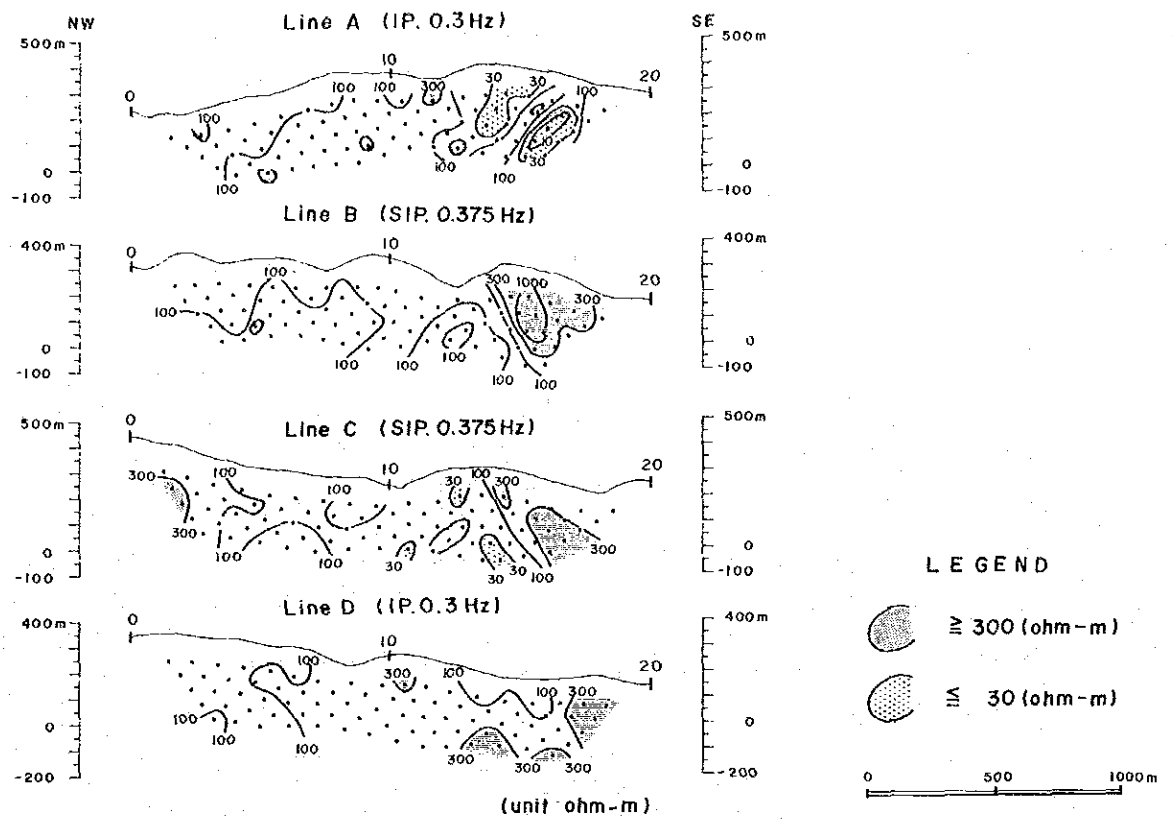 NW Line A (IP. 0.3 Hz) SE
500m 500m
0 10 20
100 100 100 300 30 30 100
100 100 100 10 30
0 0
-100 -100
Line B (SIP. 0.375 Hz)
400m 400m
0 10 20
100 100 300 1000 300
0 0
-100 -100
100 100 100 100 100
Line C (SIP. 0.375 Hz)
500m 500m
0 10 20
300 100 100 30 100 300
300 100 100 30 30 30 100 300
0 0
-100 -100
Line D (IP. 0.3 Hz)
400m 400m
0 10 20
100 300 100 100 300
100 100 300 300 300
0 0
-200 -200
(unit ohm-m)
LEGEND
≧ 300 (ohm-m)
≦ 30 (ohm-m)
0 500 1000m